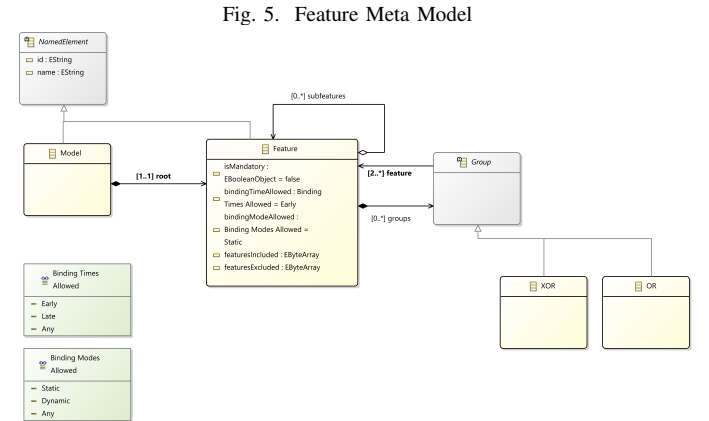 Fig. 5. Feature Meta Model
NamedElement
id : EString
name : EString
[0..*] subfeatures
Model
Feature
Group
[1..1] root
isMandatory :
EBooleanObject = false
bindingTimeAllowed : Binding
Times Allowed = Early
bindingModeAllowed :
Binding Modes Allowed =
Static
featuresIncluded : EByteArray
featuresExcluded : EByteArray
[2..*] feature
[0..*] groups
XOR
OR
Binding Times
Allowed
Early
Late
Any
Binding Modes
Allowed
Static
Dynamic
Any